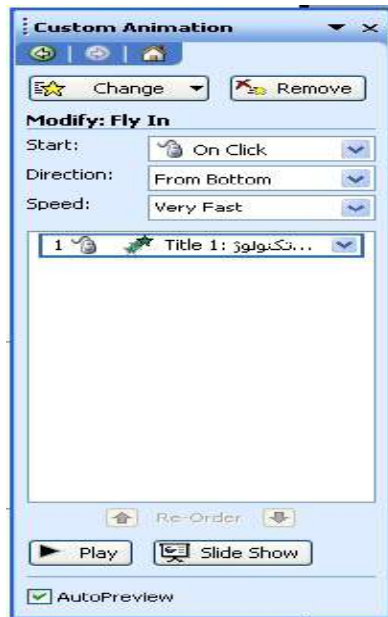 Custom Animation
Change Remove
Modify: Fly In
Start: On Click
Direction: From Bottom
Speed: Very Fast
1 Title 1: تكنولوژ...
Re-Order
Play Slide Show
AutoPreview